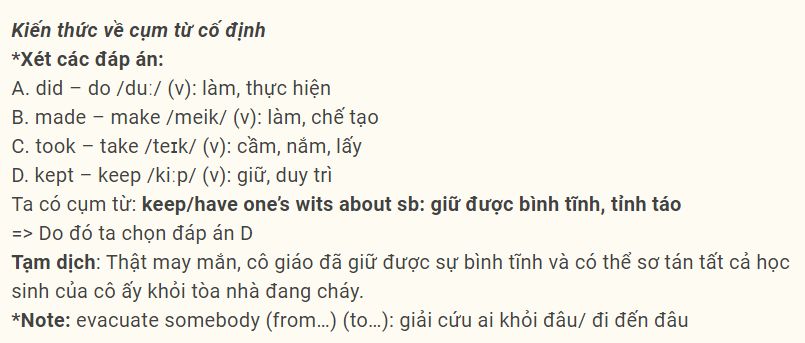 Kiến thức về cụm từ cố định
*Xét các đáp án:
A. did – do /duː/ (v): làm, thực hiện
B. made – make /meik/ (v): làm, chế tạo
C. took – take /teɪk/ (v): cầm, nắm, lấy
D. kept – keep /kiːp/ (v): giữ, duy trì
Ta có cụm từ: keep/have one’s wits about sb: giữ được bình tĩnh, tỉnh táo
=> Do đó ta chọn đáp án D
Tạm dịch: Thật may mắn, cô giáo đã giữ được sự bình tĩnh và có thể sơ tán tất cả học
sinh của cô ấy khỏi tòa nhà đang cháy.
*Note: evacuate somebody (from…) (to…): giải cứu ai khỏi đâu/ đi đến đâu